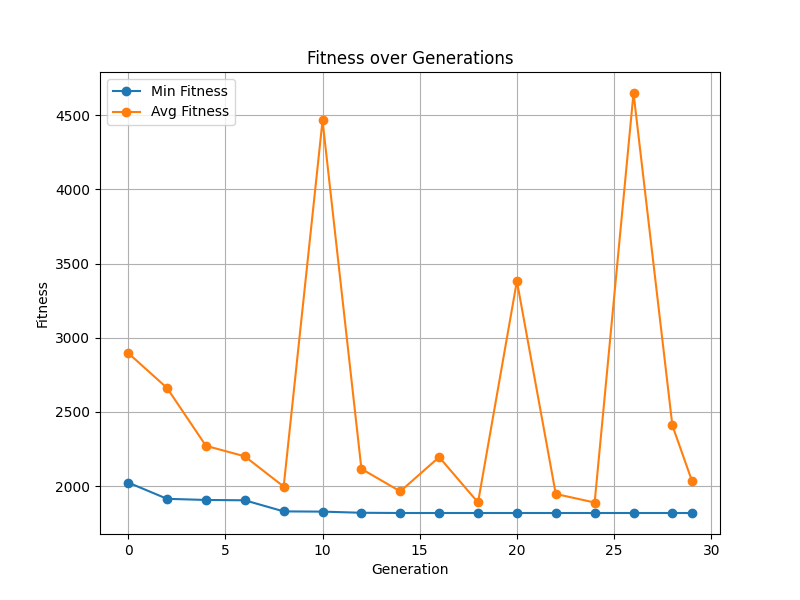 Fitness over Generations
Min Fitness
Avg Fitness
4500
4000
3500
3000
2500
2000
Fitness
0 5 10 15 20 25 30
Generation